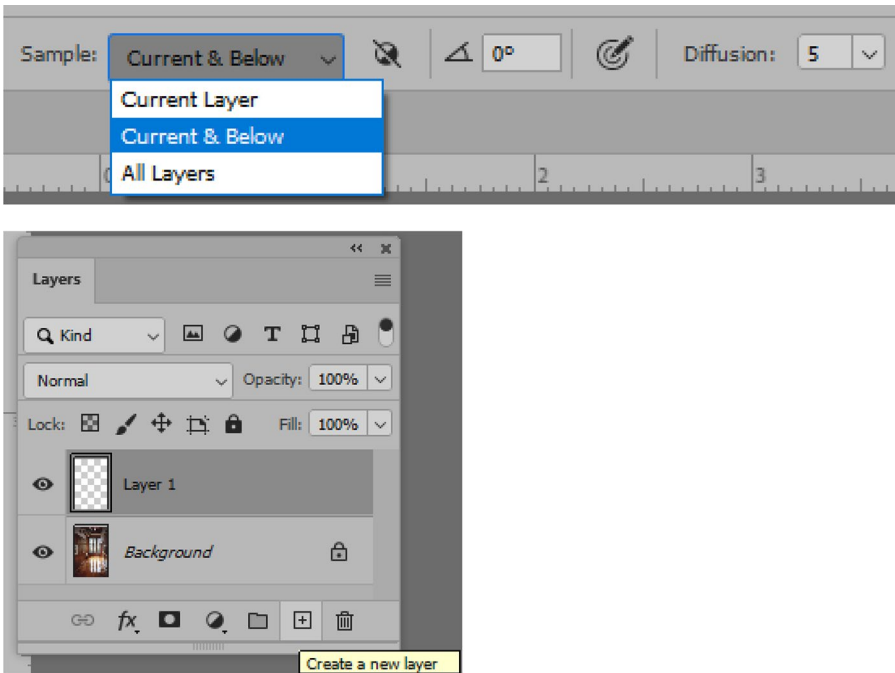 Sample: Current & Below 0° Diffusion: 5
Current Layer
Current & Below
All Layers
2 3
Layers
Kind T
Normal Opacity: 100%
Lock: Fill: 100%
Layer 1
Background
fx
Create a new layer